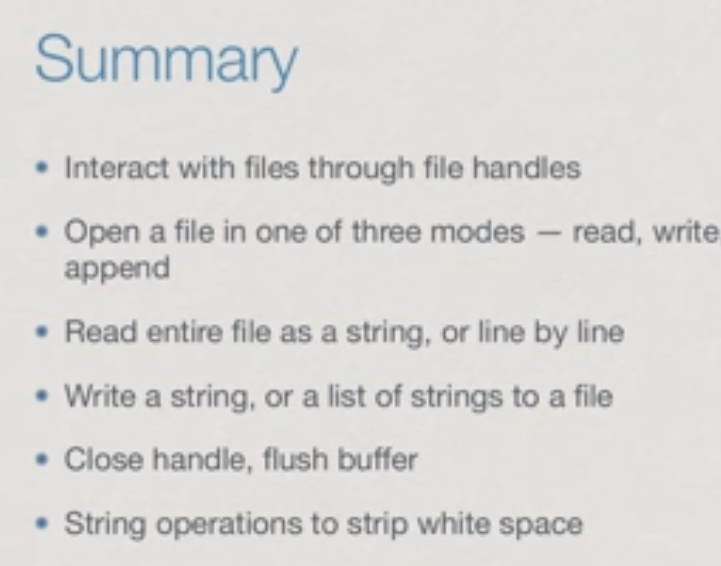 Summary
• Interact with files through file handles
• Open a file in one of three modes — read, write
append
• Read entire file as a string, or line by line
• Write a string, or a list of strings to a file
• Close handle, flush buffer
• String operations to strip white space